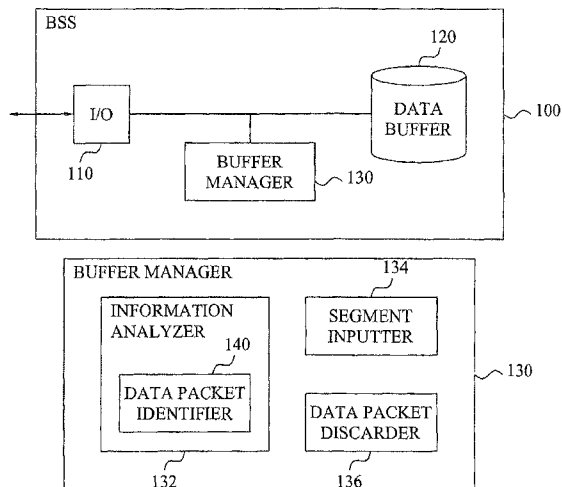 BSS
120
I/O
DATA
BUFFER
100
110
BUFFER
MANAGER
130
BUFFER MANAGER
134
INFORMATION
ANALYZER
SEGMENT
INPUTTER
140
130
DATA PACKET
IDENTIFIER
DATA PACKET
DISCARDER
132
136